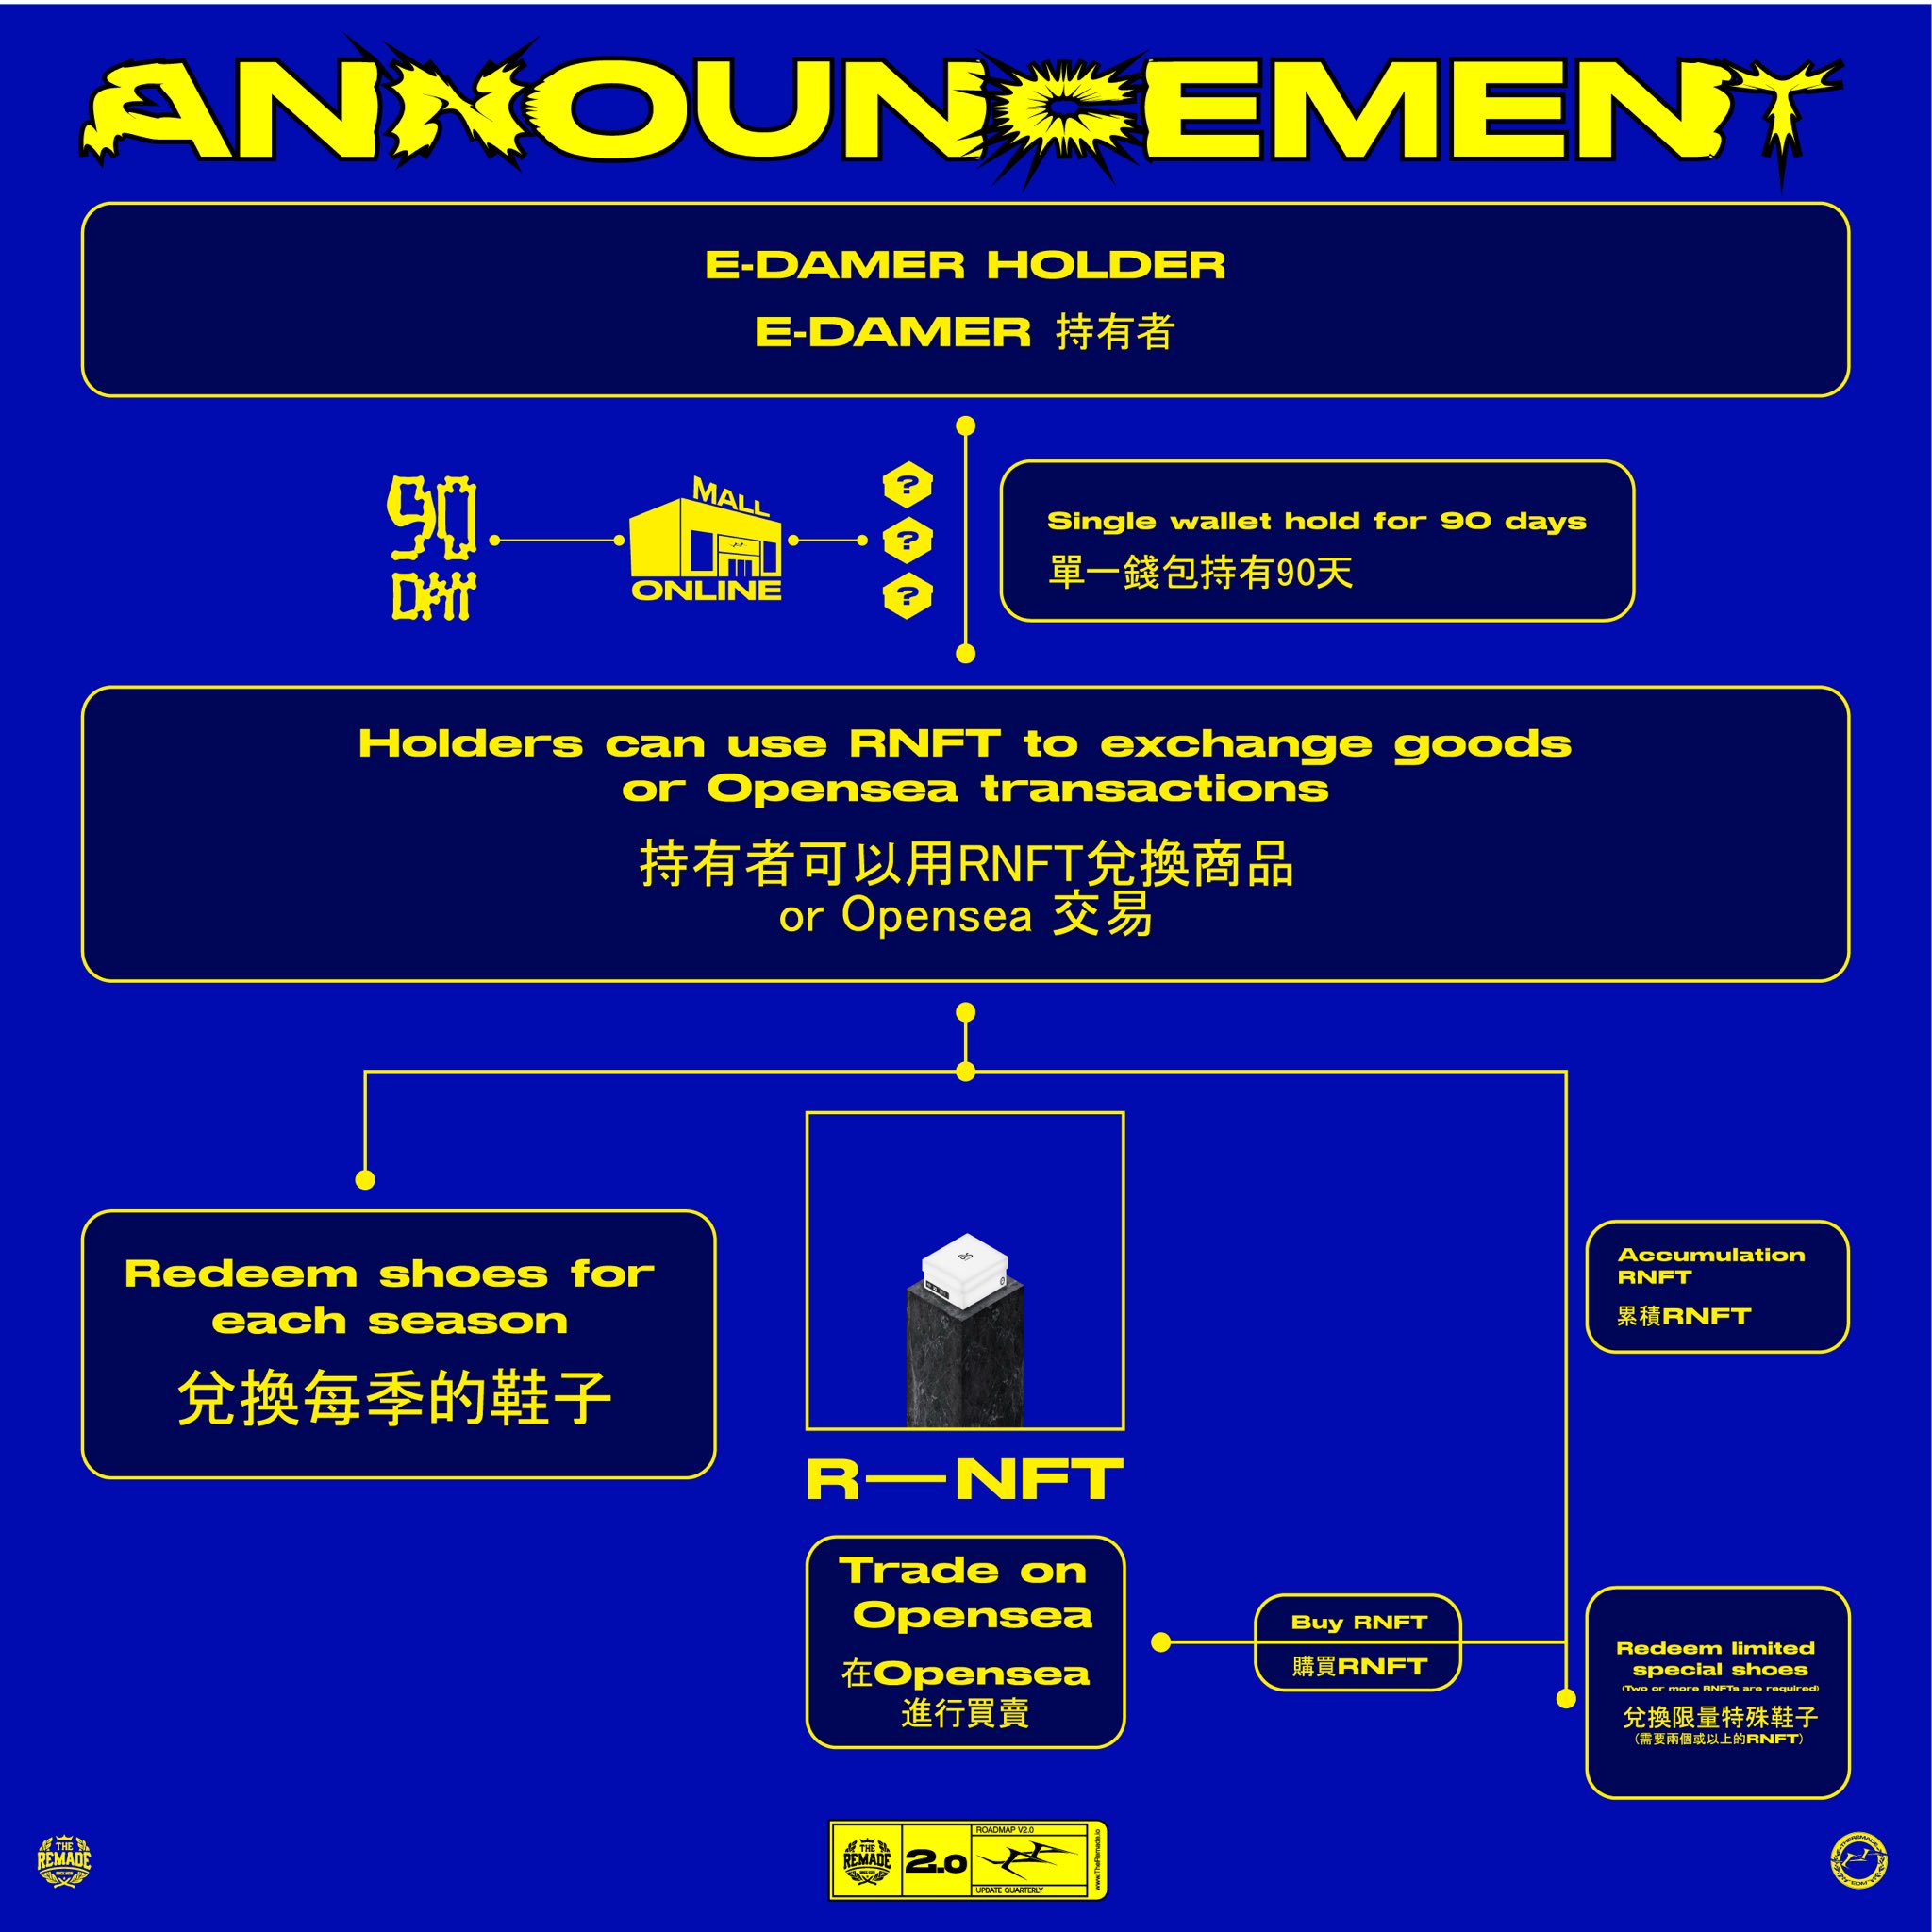 ANNOUNCEMENT
E-DAMER HOLDER
E-DAMER 持有者
90
DAY
MALL
ONLINE
?
?
?
Single wallet hold for 90 days
單一錢包持有90天
Holders can use RNFT to exchange goods
or Opensea transactions
持有者可以用RNFT兌換商品
or Opensea 交易
Redeem shoes for
each season
兌換每季的鞋子
R—NFT
Accumulation
RNFT
累積RNFT
Trade on
Opensea
在Opensea
進行買賣
Buy RNFT
購買RNFT
Redeem limited
special shoes
(Two or more RNFTs are required)
兌換限量特殊鞋子
(需要兩個或以上的RNFT)
THE
REMADE
THE
REMADE
2.0
ROADMAP V2.0
UPDATE QUARTERLY
www.TheRemade.io